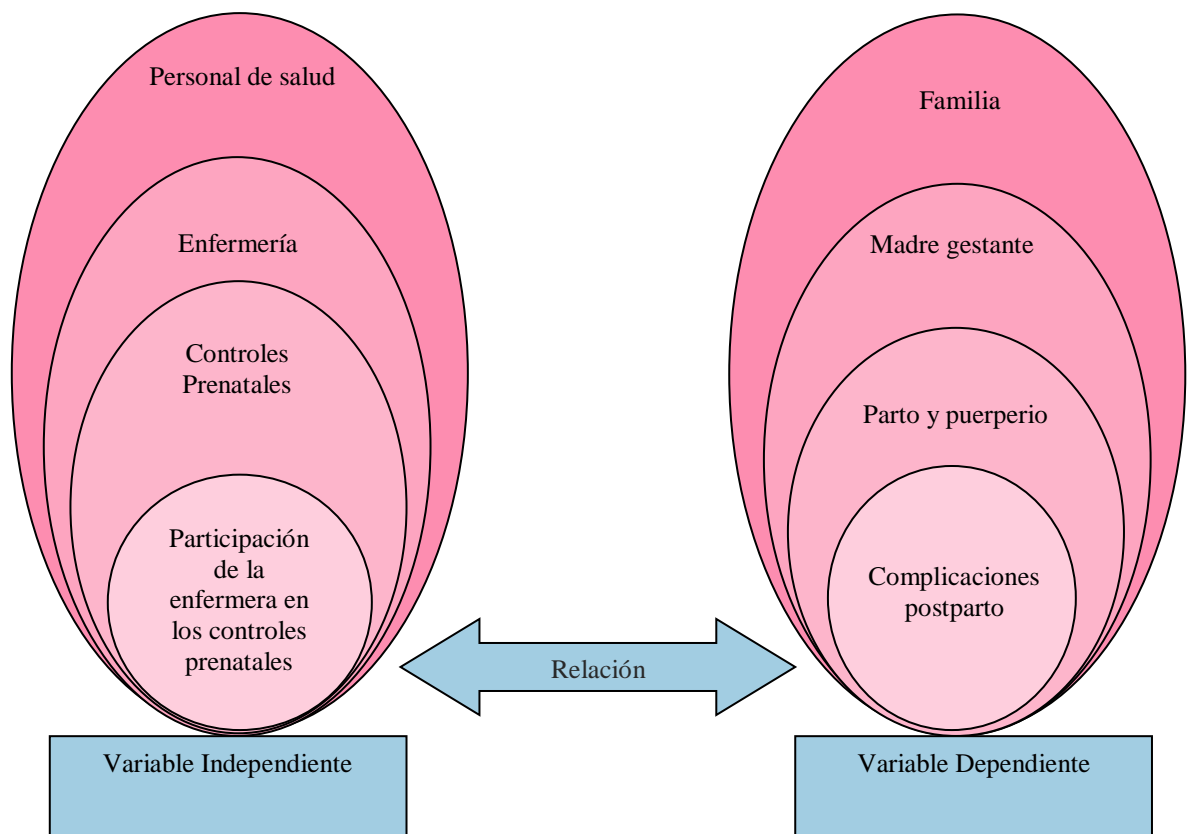 Personal de salud
Enfermería
Controles
Prenatales
Participación
de la
enfermera en
los controles
prenatales
Variable Independiente
Relación
Familia
Madre gestante
Parto y puerperio
Complicaciones
postparto
Variable Dependiente